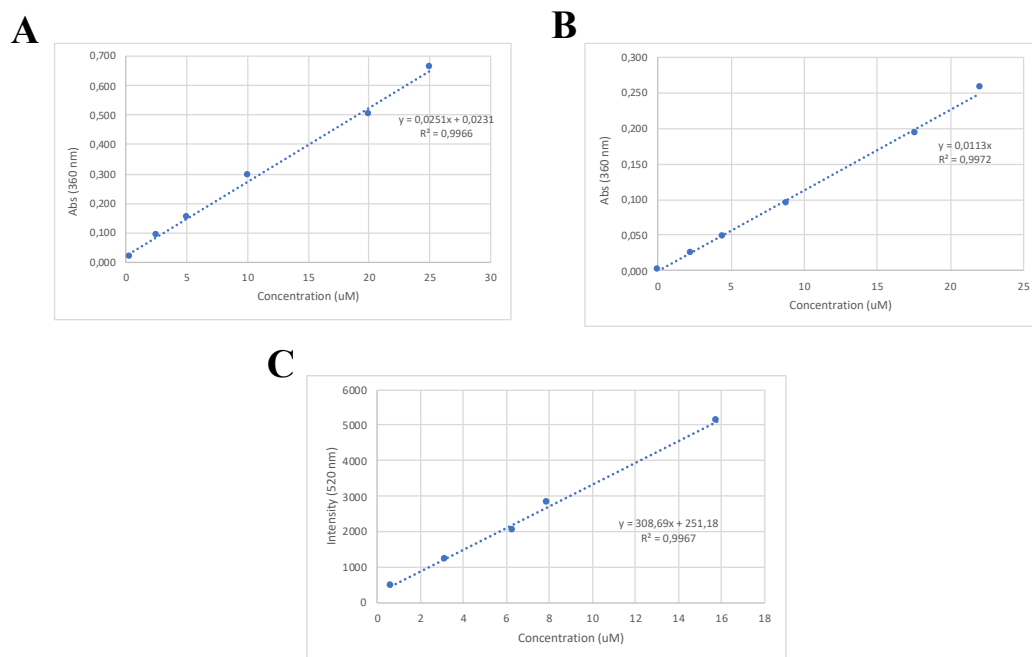 A
0,700
0,600
0,500
0,400
0,300
0,200
0,100
0,000
Abs (360 nm)
y = 0,0251x + 0,0231
R² = 0,9966
0 5 10 15 20 25 30
Concentration (uM)
B
0,300
0,250
0,200
0,150
0,100
0,050
0,000
Abs (360 nm)
y = 0,0113x
R² = 0,9972
0 5 10 15 20 25
Concentration (uM)
C
6000
5000
4000
3000
2000
1000
0
Intensity (520 nm)
y = 308,69x + 251,18
R² = 0,9967
0 2 4 6 8 10 12 14 16 18
Concentration (uM)